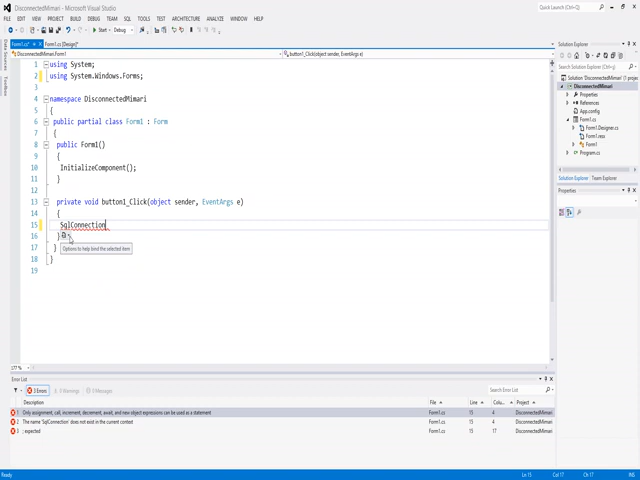 DisconnectedMimari - Microsoft Visual Studio
Quick Launch (Ctrl+Q)
FILE EDIT VIEW PROJECT BUILD DEBUG TEAM SQL TOOLS TEST ARCHITECTURE ANALYZE WINDOW HELP
Start Debug
Form1.cs* Form1.cs [Design]*
DisconnectedMimari.Form1
button1_Click(object sender, EventArgs e)
Data Sources
Toolbox
1 using System;
2 using System.Windows.Forms;
3
4 namespace DisconnectedMimari
5 {
6 public partial class Form1 : Form
7 {
8 public Form1()
9 {
10 InitializeComponent();
11 }
12
13 private void button1_Click(object sender, EventArgs e)
14 {
15 SqlConnection
16 }
Options to help bind the selected item
17 }
18 }
19
177 %
Solution Explorer
Search Solution Explorer (Ctrl+ş)
Solution 'DisconnectedMimari' (1 projec
DisconnectedMimari
Properties
References
App.config
Form1.cs
Form1.Designer.cs
Form1.resx
Form1
Program.cs
Solution Explorer Team Explorer
Properties
Error List
3 Errors 0 Warnings 0 Messages
Search Error List
Description File Line Colu... Project
1 Only assignment, call, increment, decrement, await, and new object expressions can be used as a statement Form1.cs 15 4 DisconnectedMimari
2 The name 'SqlConnection' does not exist in the current context Form1.cs 15 4 DisconnectedMimari
3 ; expected Form1.cs 15 17 DisconnectedMimari
Ready Ln 15 Col 17 Ch 17 INS